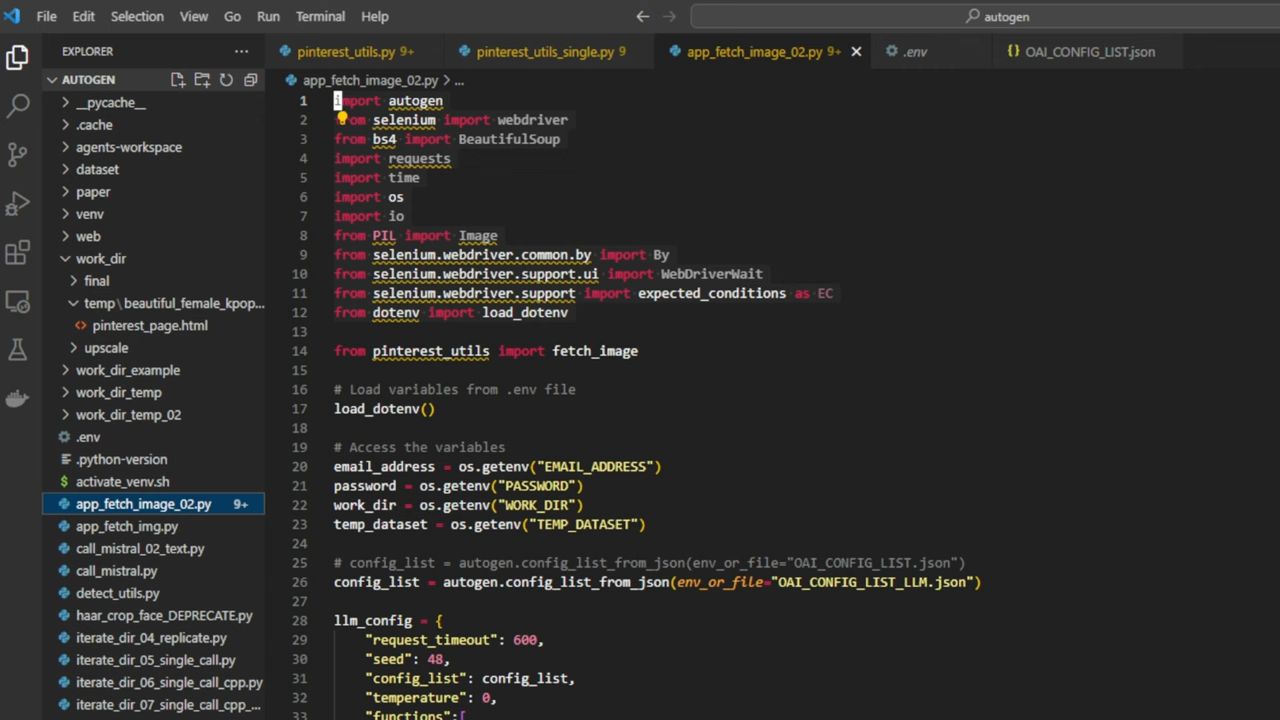 File Edit Selection View Go Run Terminal Help
autogen
EXPLORER
AUTOGEN
__pycache__
.cache
agents-workspace
dataset
paper
venv
web
work_dir
final
temp\beautiful_female_kpop...
pinterest_page.html
upscale
work_dir_example
work_dir_temp
work_dir_temp_02
.env
.python-version
activate_venv.sh
app_fetch_image_02.py 9+
app_fetch_img.py
call_mistral_02_text.py
call_mistral.py
detect_utils.py
haar_crop_face_DEPRECATE.py
iterate_dir_04_replicate.py
iterate_dir_05_single_call.py
iterate_dir_06_single_call_cpp.py
iterate_dir_07_single_call_cpp_...
pinterest_utils.py 9+ pinterest_utils_single.py 9 app_fetch_image_02.py 9+ .env OAI_CONFIG_LIST.json
app_fetch_image_02.py > ...
1 import autogen
2 from selenium import webdriver
3 from bs4 import BeautifulSoup
4 import requests
5 import time
6 import os
7 import io
8 from PIL import Image
9 from selenium.webdriver.common.by import By
10 from selenium.webdriver.support.ui import WebDriverWait
11 from selenium.webdriver.support import expected_conditions as EC
12 from dotenv import load_dotenv
13
14 from pinterest_utils import fetch_image
15
16 # Load variables from .env file
17 load_dotenv()
18
19 # Access the variables
20 email_address = os.getenv("EMAIL_ADDRESS")
21 password = os.getenv("PASSWORD")
22 work_dir = os.getenv("WORK_DIR")
23 temp_dataset = os.getenv("TEMP_DATASET")
24
25 # config_list = autogen.config_list_from_json(env_or_file="OAI_CONFIG_LIST.json")
26 config_list = autogen.config_list_from_json(env_or_file="OAI_CONFIG_LIST_LLM.json")
27
28 llm_config = {
29 "request_timeout": 600,
30 "seed": 48,
31 "config_list": config_list,
32 "temperature": 0,
33 "functions":[